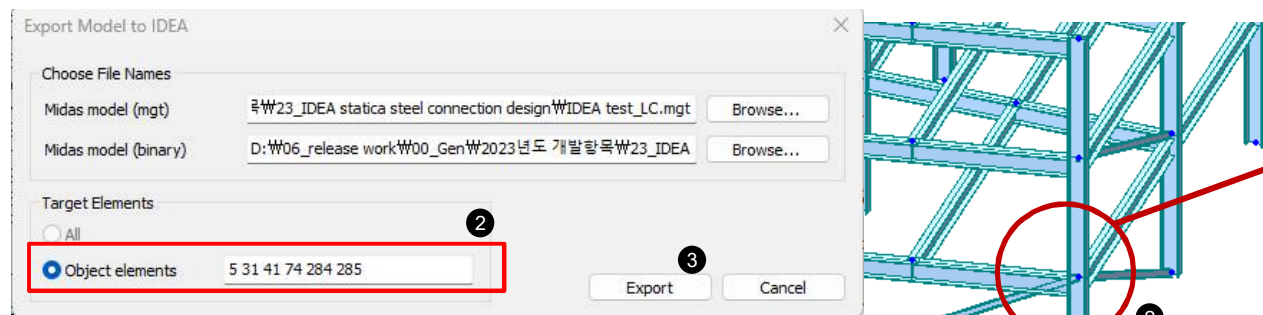 Export Model to IDEA
Choose File Names
Midas model (mgt)
₩23_IDEA statica steel connection design₩IDEA test_LC.mgt
Browse...
Midas model (binary)
D:₩06_release work₩00_Gen₩2023년도 개발항목₩23_IDEA
Browse...
Target Elements
2
All
Object elements
5 31 41 74 284 285
3
Export
Cancel